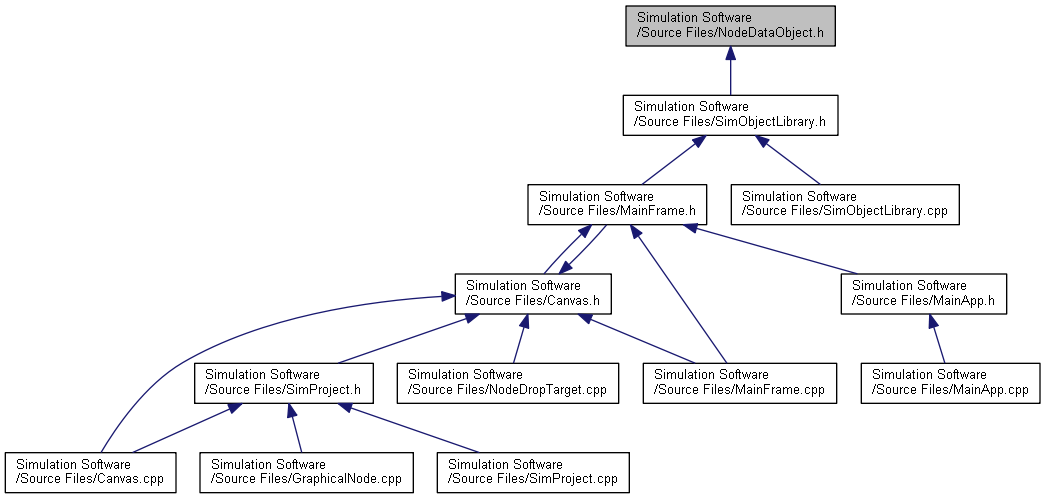 Simulation Software
/Source Files/NodeDataObject.h
Simulation Software
/Source Files/SimObjectLibrary.h
Simulation Software
/Source Files/MainFrame.h
Simulation Software
/Source Files/SimObjectLibrary.cpp
Simulation Software
/Source Files/Canvas.h
Simulation Software
/Source Files/MainApp.h
Simulation Software
/Source Files/SimProject.h
Simulation Software
/Source Files/NodeDropTarget.cpp
Simulation Software
/Source Files/MainFrame.cpp
Simulation Software
/Source Files/MainApp.cpp
Simulation Software
/Source Files/Canvas.cpp
Simulation Software
/Source Files/GraphicalNode.cpp
Simulation Software
/Source Files/SimProject.cpp